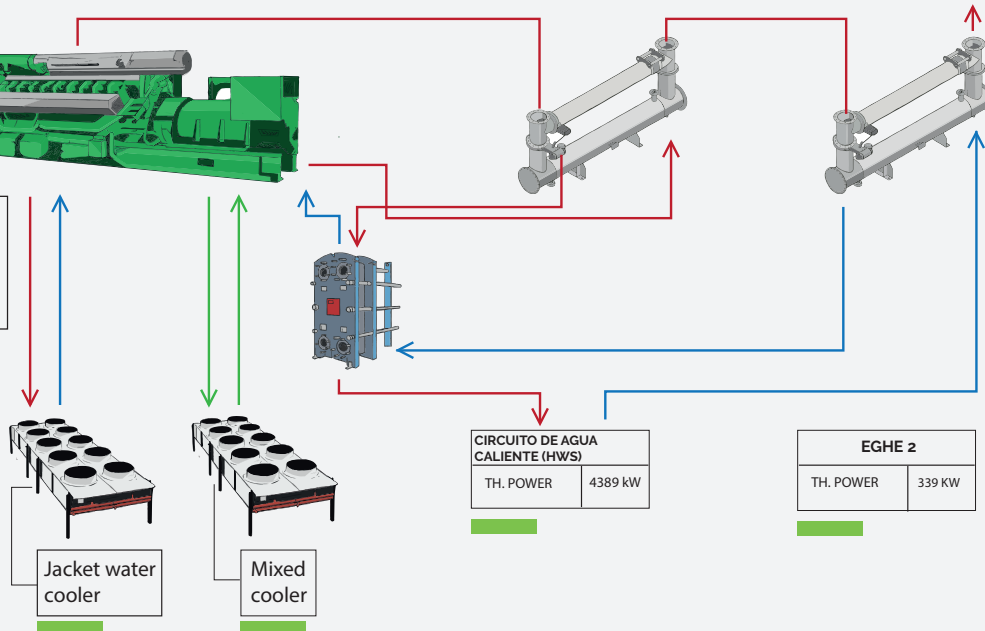 CIRCUITO DE AGUA
CALIENTE (HWS)
TH. POWER 4389 kW
EGHE 2
TH. POWER 339 KW
Jacket water
cooler
Mixed
cooler